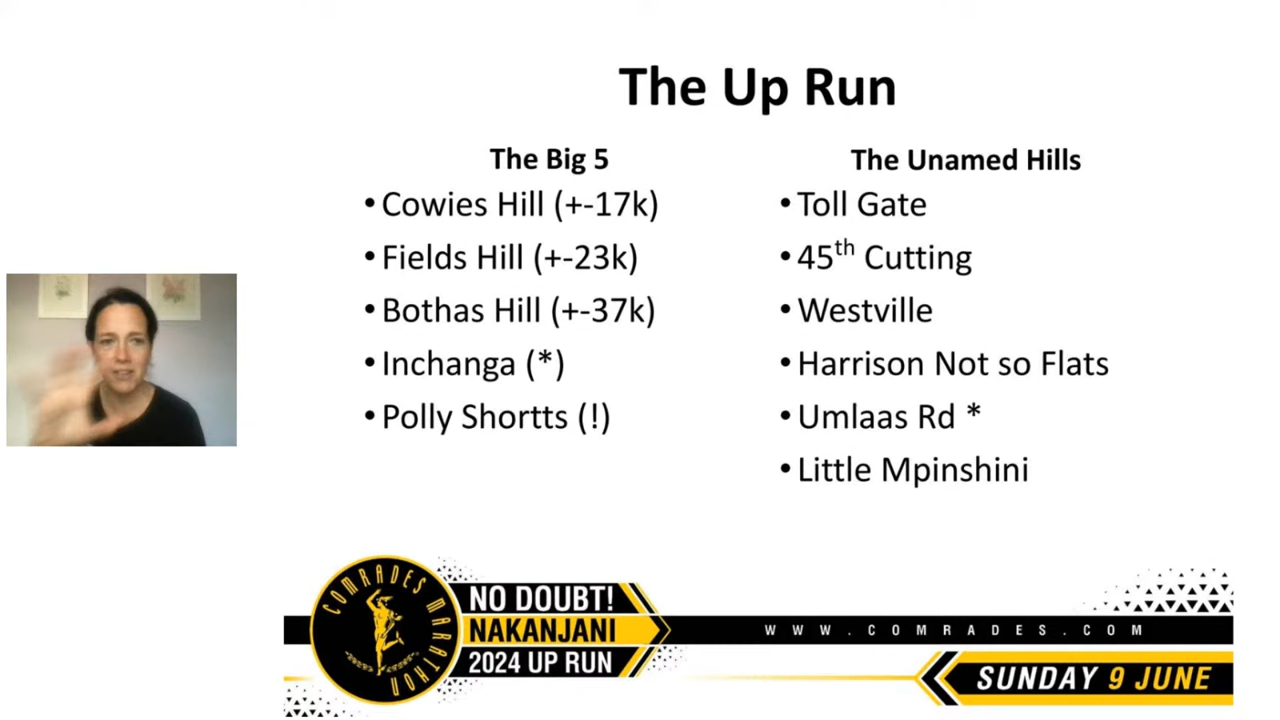 The Up Run
The Big 5
• Cowies Hill (+-17k)
• Fields Hill (+-23k)
• Bothas Hill (+-37k)
• Inchanga (*)
• Polly Shortts (!)
The Unamed Hills
• Toll Gate
• 45th Cutting
• Westville
• Harrison Not so Flats
• Umlaas Rd *
• Little Mpinshini
COMRADES MARATHON
NO DOUBT!
NAKANJANI
2024 UP RUN
WWW.COMRADES.COM
SUNDAY 9 JUNE